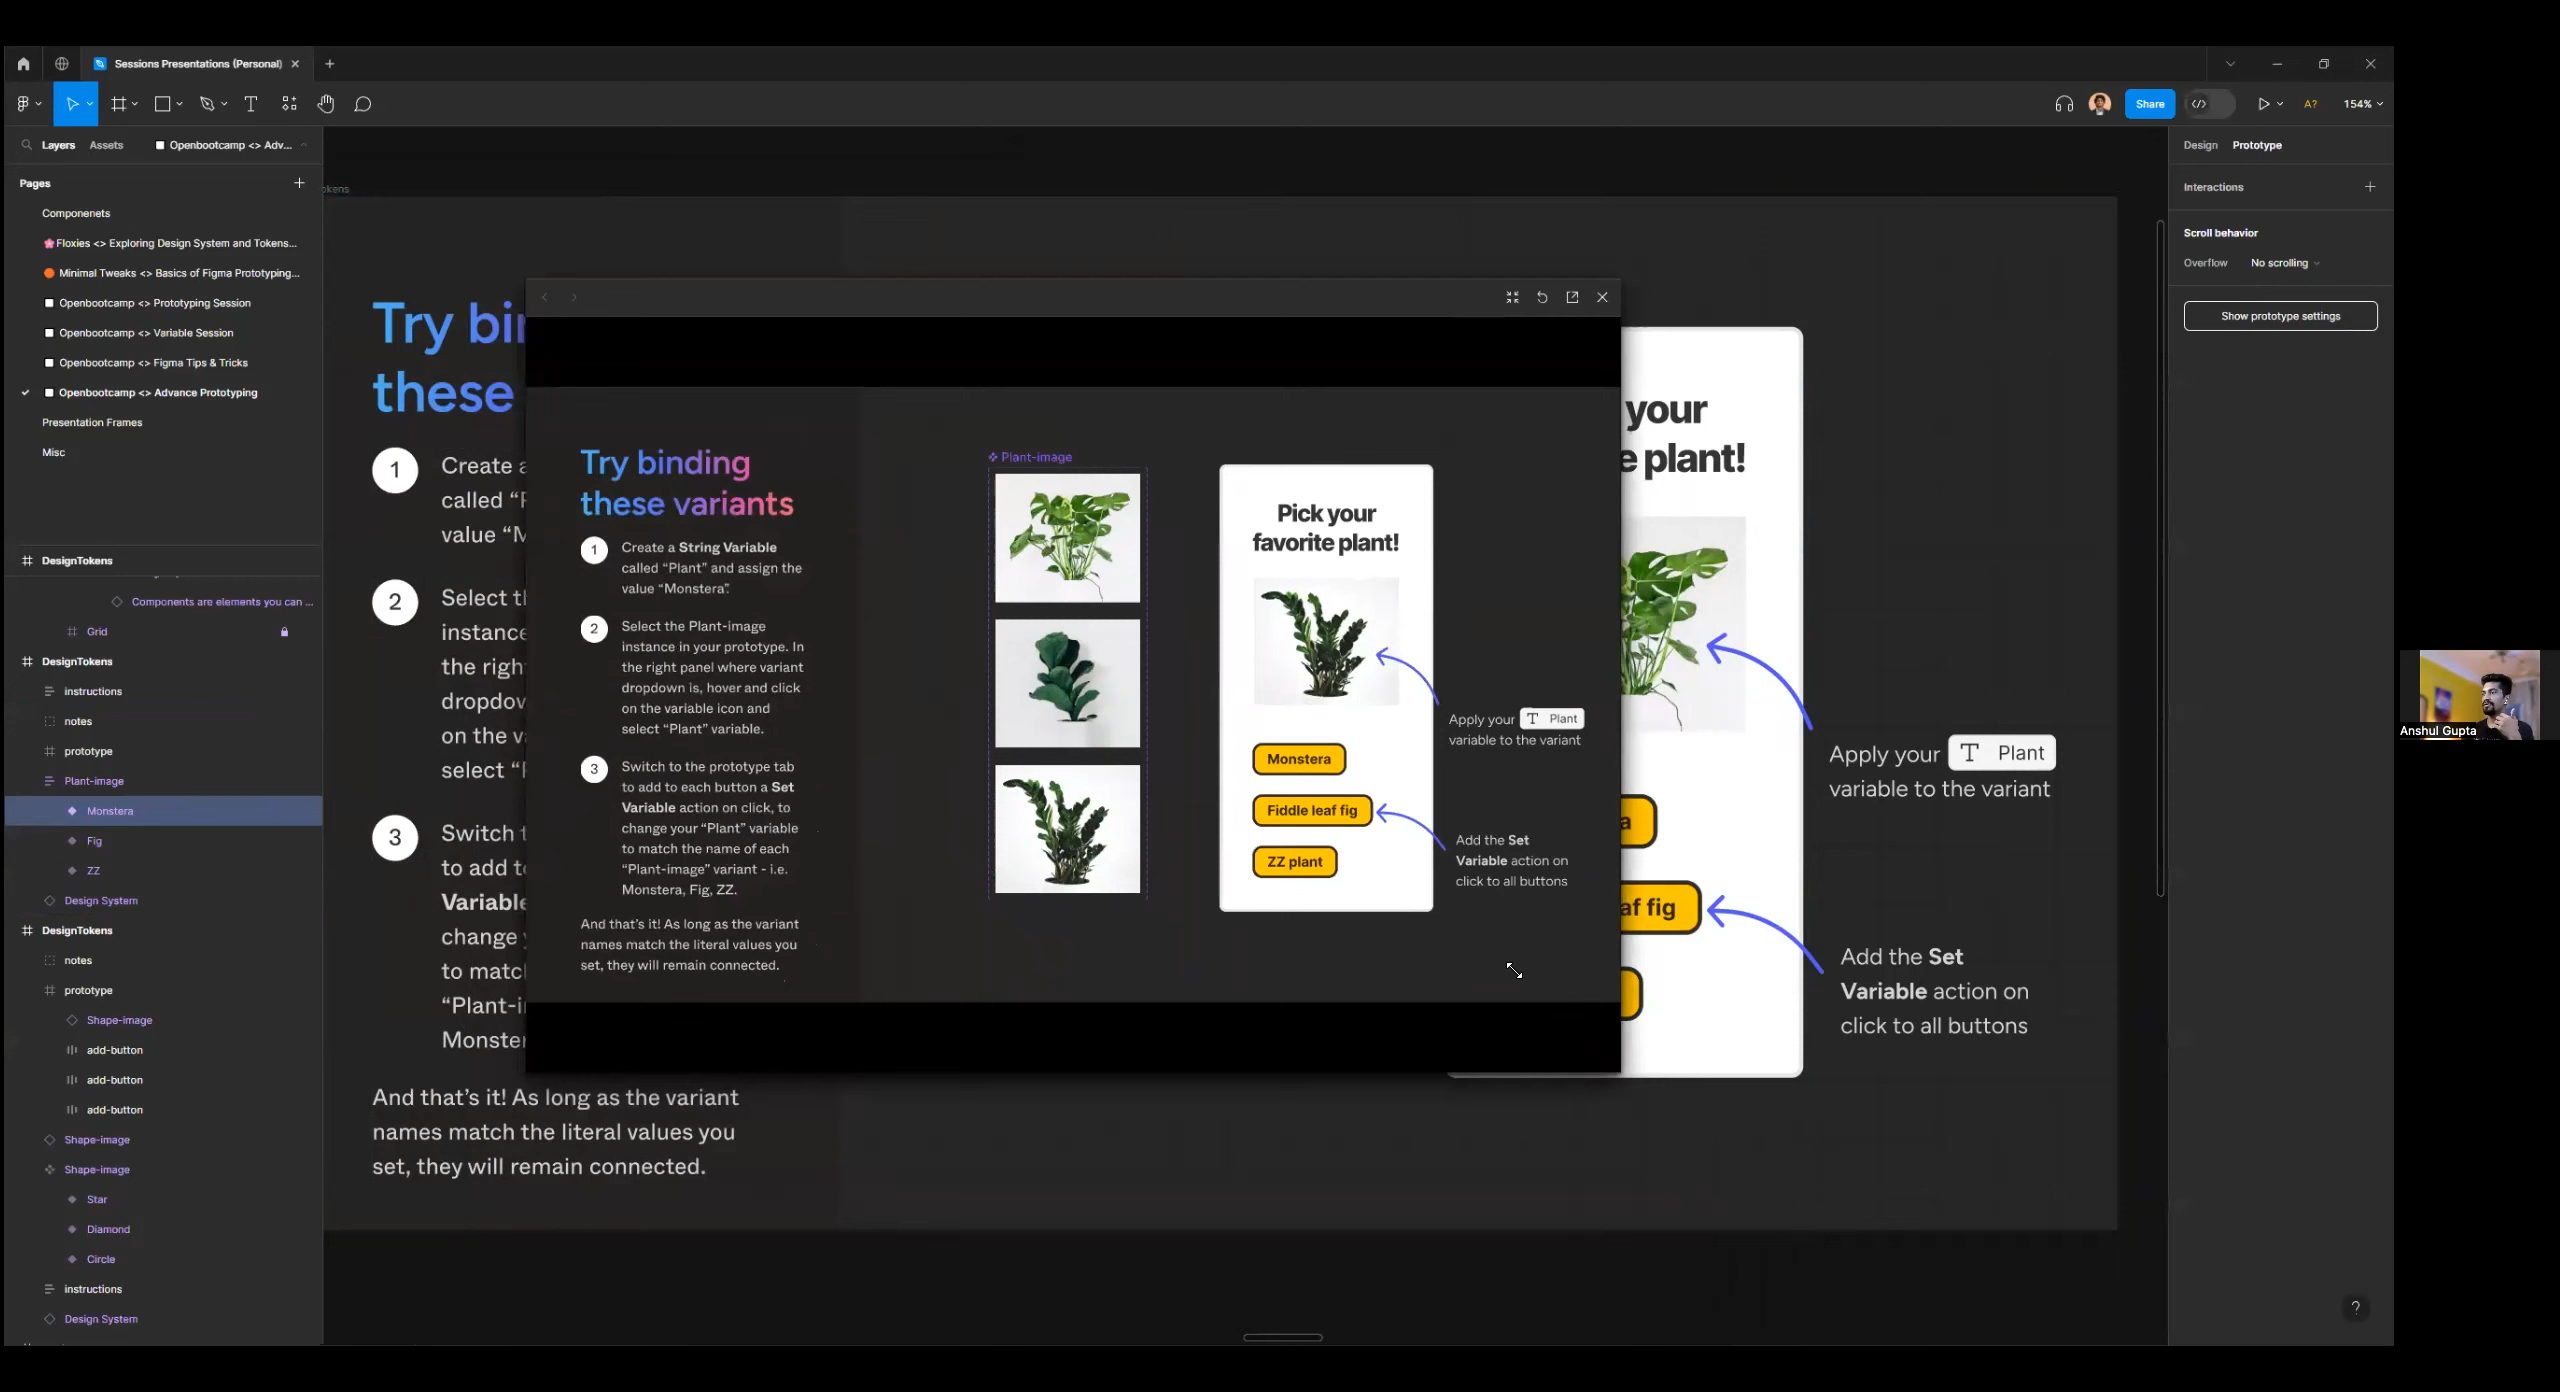 Sessions Presentations (Personal)
Share
A?
154%
Layers
Assets
Openbootcamp <> Adv...
Pages
Componenets
Floxies <> Exploring Design System and Tokens...
Minimal Tweaks <> Basics of Figma Prototyping...
Openbootcamp <> Prototyping Session
Openbootcamp <> Variable Session
Openbootcamp <> Figma Tips & Tricks
Openbootcamp <> Advance Prototyping
Presentation Frames
Misc
DesignTokens
Components are elements you can ...
Grid
DesignTokens
instructions
notes
prototype
Plant-image
Monstera
Fig
ZZ
Design System
DesignTokens
notes
prototype
Shape-image
add-button
add-button
add-button
Shape-image
Shape-image
Star
Diamond
Circle
instructions
Design System
okens
Try bin
these
1
Create a
called “P
value “M
2
Select th
instance
the righ
dropdov
on the v
select “
3
Switch t
to add to
Variable
change
to match
“Plant-i
Monster
And that’s it! As long as the variant
names match the literal values you
set, they will remain connected.
Try binding
these variants
1
Create a String Variable
called “Plant” and assign the
value “Monstera”.
2
Select the Plant-image
instance in your prototype. In
the right panel where variant
dropdown is, hover and click
on the variable icon and
select “Plant” variable.
3
Switch to the prototype tab
to add to each button a Set
Variable action on click, to
change your “Plant” variable
to match the name of each
“Plant-image” variant - i.e.
Monstera, Fig, ZZ.
And that’s it! As long as the variant
names match the literal values you
set, they will remain connected.
Plant-image
Pick your
favorite plant!
Monstera
Fiddle leaf fig
ZZ plant
Apply your T Plant
variable to the variant
Add the Set
Variable action on
click to all buttons
your
e plant!
a
af fig
Apply your T Plant
variable to the variant
Add the Set
Variable action on
click to all buttons
Design
Prototype
Interactions
Scroll behavior
Overflow
No scrolling
Show prototype settings
?
Anshul Gupta